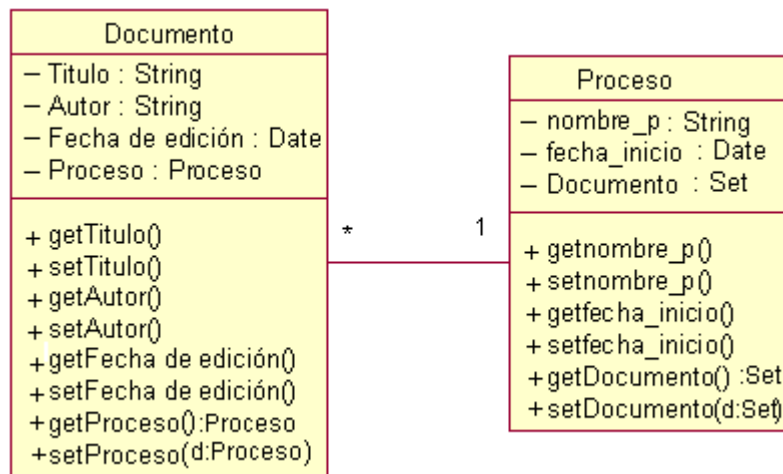 Documento
– Titulo : String
– Autor : String
– Fecha de edición : Date
– Proceso : Proceso
+ getTitulo()
+ setTitulo()
+ getAutor()
+ setAutor()
+ getFecha de edición()
+ setFecha de edición()
+ getProceso():Proceso
+setProceso(d:Proceso)
*
1
Proceso
– nombre_p : String
– fecha_inicio : Date
– Documento : Set
+ getnombre_p()
+ setnombre_p()
+ getfecha_inicio()
+ setfecha_inicio()
+getDocumento() :Set
+setDocumento(d:Set)